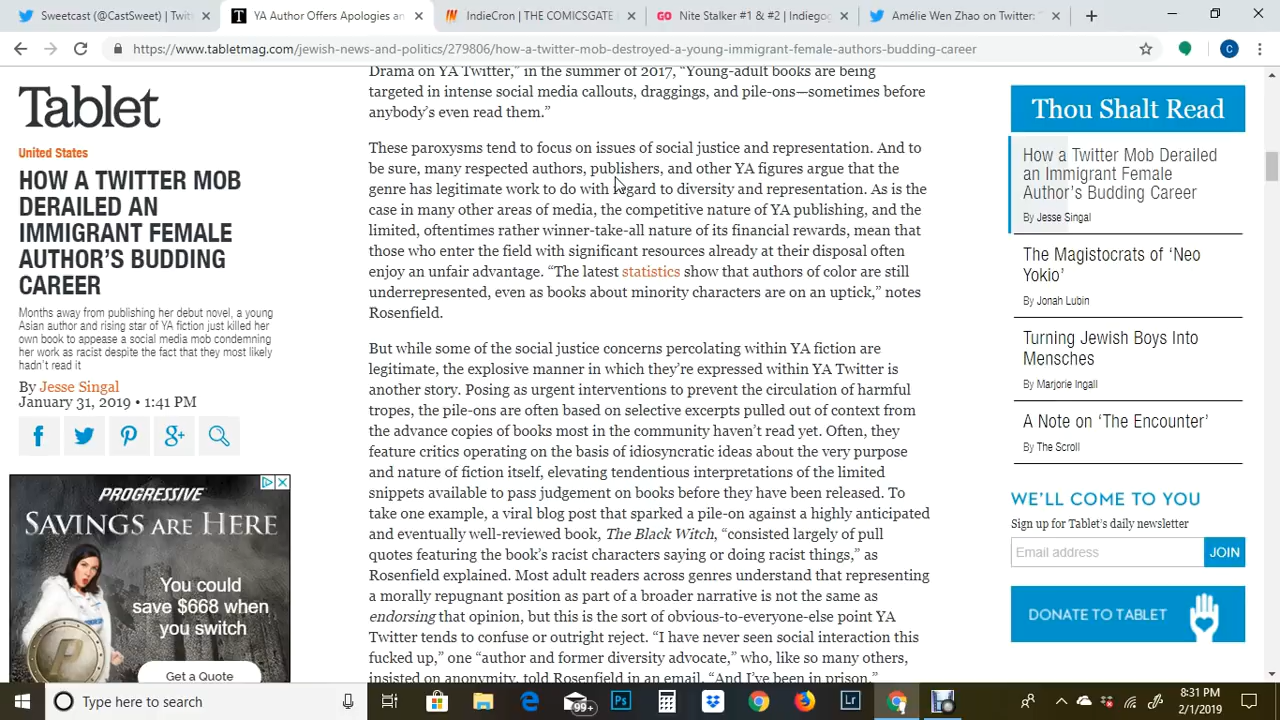 Sweetcast (@CastSweet) | Twitt
YA Author Offers Apologies an
IndieCron | THE COMICSGATE I
Nite Stalker #1 & #2 | Indiegog
Amélie Wen Zhao on Twitter: "
https://www.tabletmag.com/jewish-news-and-politics/279806/how-a-twitter-mob-destroyed-a-young-immigrant-female-authors-budding-career
Tablet
United States
HOW A TWITTER MOB
DERAILED AN
IMMIGRANT FEMALE
AUTHOR'S BUDDING
CAREER
Months away from publishing her debut novel, a young
Asian author and rising star of YA fiction just killed her
own book to appease a social media mob condemning
her work as racist despite the fact that they most likely
hadn't read it
By Jesse Singal
January 31, 2019 • 1:41 PM
PROGRESSIVE
SAVINGS ARE HERE
You could
save $668 when
you switch
Get a Quote
Drama on YA Twitter," in the summer of 2017, "Young-adult books are being
targeted in intense social media callouts, draggings, and pile-ons—sometimes before
anybody's even read them."
These paroxysms tend to focus on issues of social justice and representation. And to
be sure, many respected authors, publishers, and other YA figures argue that the
genre has legitimate work to do with regard to diversity and representation. As is the
case in many other areas of media, the competitive nature of YA publishing, and the
limited, oftentimes rather winner-take-all nature of its financial rewards, mean that
those who enter the field with significant resources already at their disposal often
enjoy an unfair advantage. "The latest statistics show that authors of color are still
underrepresented, even as books about minority characters are on an uptick," notes
Rosenfield.
But while some of the social justice concerns percolating within YA fiction are
legitimate, the explosive manner in which they're expressed within YA Twitter is
another story. Posing as urgent interventions to prevent the circulation of harmful
tropes, the pile-ons are often based on selective excerpts pulled out of context from
the advance copies of books most in the community haven't read yet. Often, they
feature critics operating on the basis of idiosyncratic ideas about the very purpose
and nature of fiction itself, elevating tendentious interpretations of the limited
snippets available to pass judgement on books before they have been released. To
take one example, a viral blog post that sparked a pile-on against a highly anticipated
and eventually well-reviewed book, The Black Witch, "consisted largely of pull
quotes featuring the book's racist characters saying or doing racist things," as
Rosenfield explained. Most adult readers across genres understand that representing
a morally repugnant position as part of a broader narrative is not the same as
endorsing that opinion, but this is the sort of obvious-to-everyone-else point YA
Twitter tends to confuse or outright reject. "I have never seen social interaction this
fucked up," one "author and former diversity advocate," who, like so many others,
insisted on anonymity, told Rosenfield in an email. "And I've been in prison."
Thou Shalt Read
How a Twitter Mob Derailed
an Immigrant Female
Author's Budding Career
By Jesse Singal
The Magistocrats of 'Neo
Yokio'
By Jonah Lubin
Turning Jewish Boys Into
Mensches
By Marjorie Ingall
A Note on 'The Encounter'
By The Scroll
WE'LL COME TO YOU
Sign up for Tablet's daily newsletter
Email address
JOIN
DONATE TO TABLET
Type here to search
99+
8:31 PM
2/1/2019